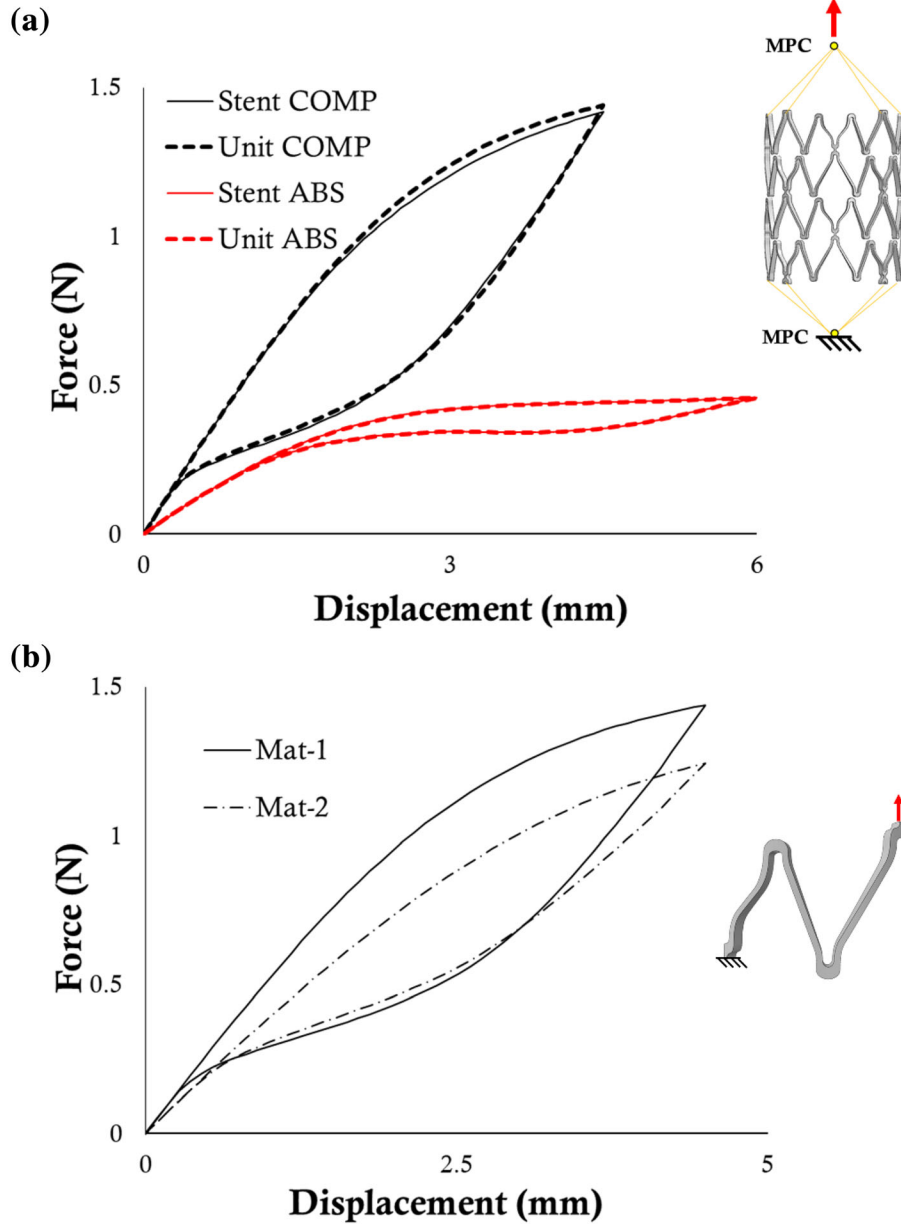 (a)
MPC
1.5
Stent COMP
Unit COMP
Stent ABS
Unit ABS
1
0.5
0
Force (N)
MPC
0
3
6
Displacement (mm)
(b)
1.5
Mat-1
Mat-2
1
0.5
0
Force (N)
0
2.5
5
Displacement (mm)